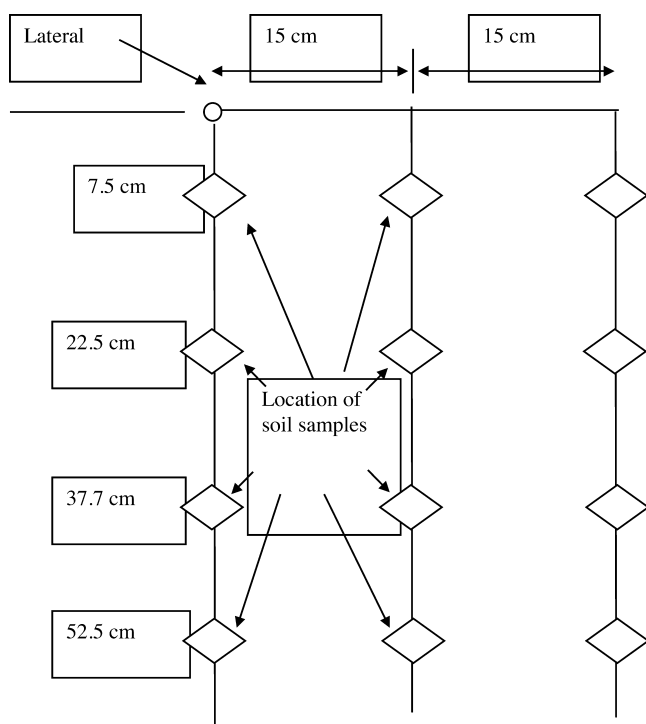 Lateral
15 cm
15 cm
7.5 cm
22.5 cm
Location of
soil samples
37.7 cm
52.5 cm